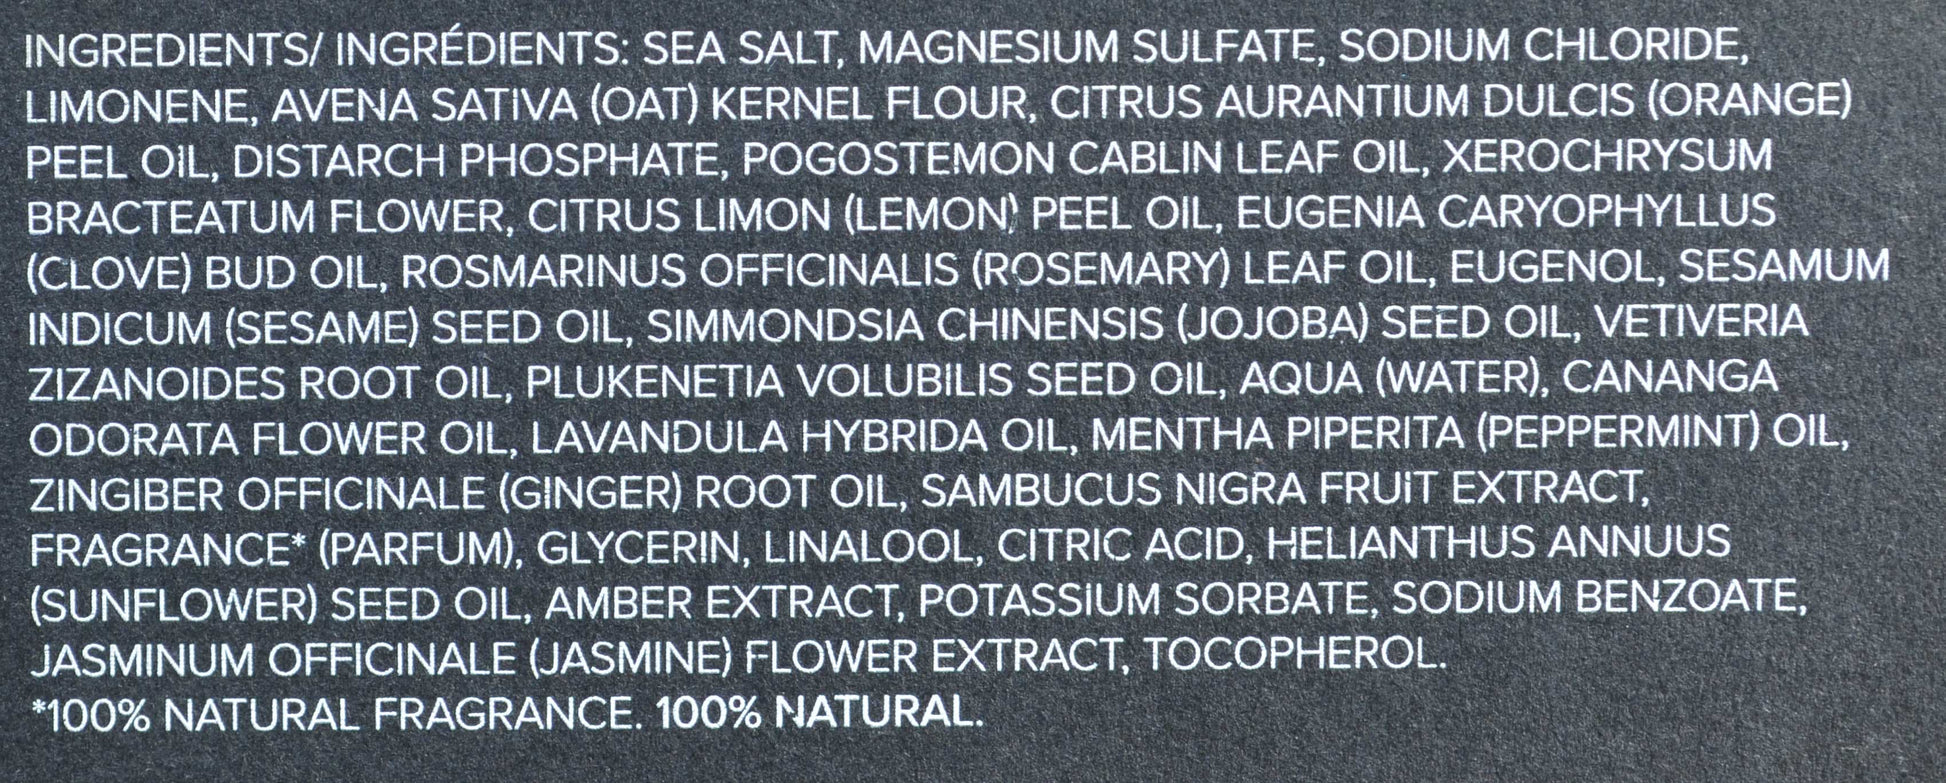 INGREDIENTS/ INGRÉDIENTS: SEA SALT, MAGNESIUM SULFATE, SODIUM CHLORIDE,
LIMONENE, AVENA SATIVA (OAT) KERNEL FLOUR, CITRUS AURANTIUM DULCIS (ORANGE)
PEEL OIL, DISTARCH PHOSPHATE, POGOSTEMON CABLIN LEAF OIL, XEROCHRYSUM
BRACTEATUM FLOWER, CITRUS LIMON (LEMON) PEEL OIL, EUGENIA CARYOPHYLLUS
(CLOVE) BUD OIL, ROSMARINUS OFFICINALIS (ROSEMARY) LEAF OIL, EUGENOL, SESAMUM
INDICUM (SESAME) SEED OIL, SIMMONDSIA CHINENSIS (JOJOBA) SEED OIL, VETIVERIA
ZIZANOIDES ROOT OIL, PLUKENETIA VOLUBILIS SEED OIL, AQUA (WATER), CANANGA
ODORATA FLOWER OIL, LAVANDULA HYBRIDA OIL, MENTHA PIPERITA (PEPPERMINT) OIL,
ZINGIBER OFFICINALE (GINGER) ROOT OIL, SAMBUCUS NIGRA FRUIT EXTRACT,
FRAGRANCE* (PARFUM), GLYCERIN, LINALOOL, CITRIC ACID, HELIANTHUS ANNUUS
(SUNFLOWER) SEED OIL, AMBER EXTRACT, POTASSIUM SORBATE, SODIUM BENZOATE,
JASMINUM OFFICINALE (JASMINE) FLOWER EXTRACT, TOCOPHEROL.
*100% NATURAL FRAGRANCE. 100% NATURAL.